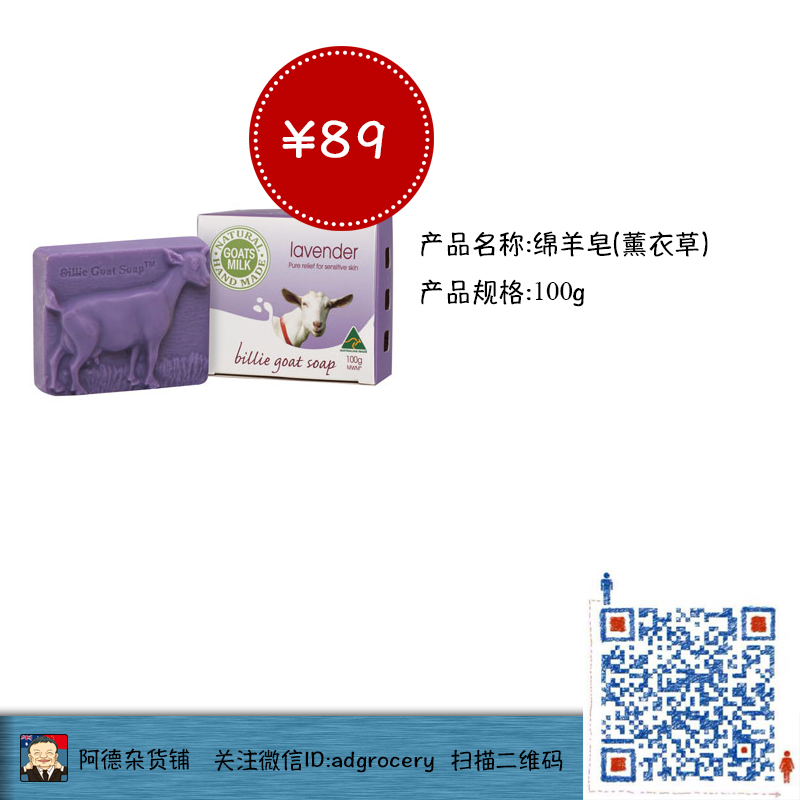 ¥89
产品名称:绵羊皂(薰衣草)
产品规格:100g
Billie Goat Soap™
NATURAL
GOATS
MILK
HAND MADE
lavender
Pure relief for sensitive skin
billie goat soap
100g
AUSTRALIAN MADE
阿德杂货铺 关注微信ID:adgrocery 扫描二维码